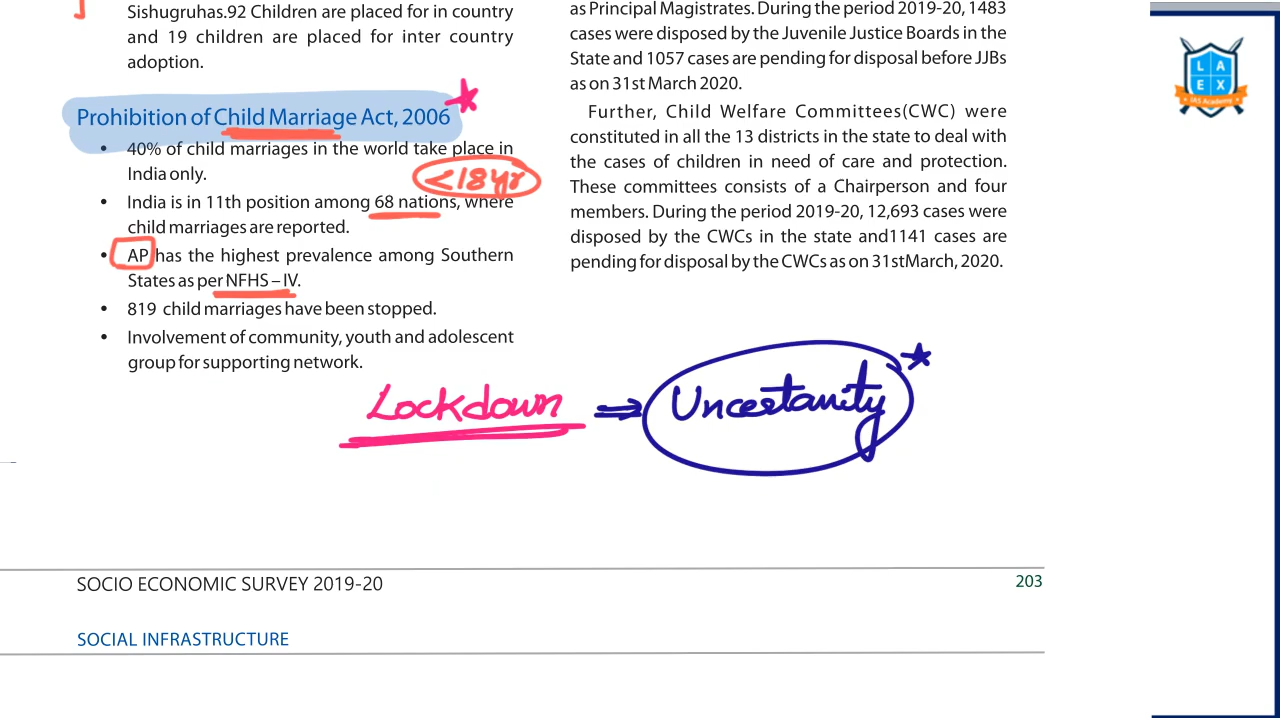 Sishugruhas.92 Children are placed for in country
and 19 children are placed for inter country
adoption.
Prohibition of Child Marriage Act, 2006
• 40% of child marriages in the world take place in
India only.
<18 yr
• India is in 11th position among 68 nations, where
child marriages are reported.
• AP has the highest prevalence among Southern
States as per NFHS – IV.
• 819 child marriages have been stopped.
• Involvement of community, youth and adolescent
group for supporting network.
as Principal Magistrates. During the period 2019-20, 1483
cases were disposed by the Juvenile Justice Boards in the
State and 1057 cases are pending for disposal before JJBs
as on 31st March 2020.
Further, Child Welfare Committees(CWC) were
constituted in all the 13 districts in the state to deal with
the cases of children in need of care and protection.
These committees consists of a Chairperson and four
members. During the period 2019-20, 12,693 cases were
disposed by the CWCs in the state and1141 cases are
pending for disposal by the CWCs as on 31stMarch, 2020.
Lockdown ⇒ Uncertanity
SOCIO ECONOMIC SURVEY 2019-20
203
SOCIAL INFRASTRUCTURE
L A
E X
IAS Academy